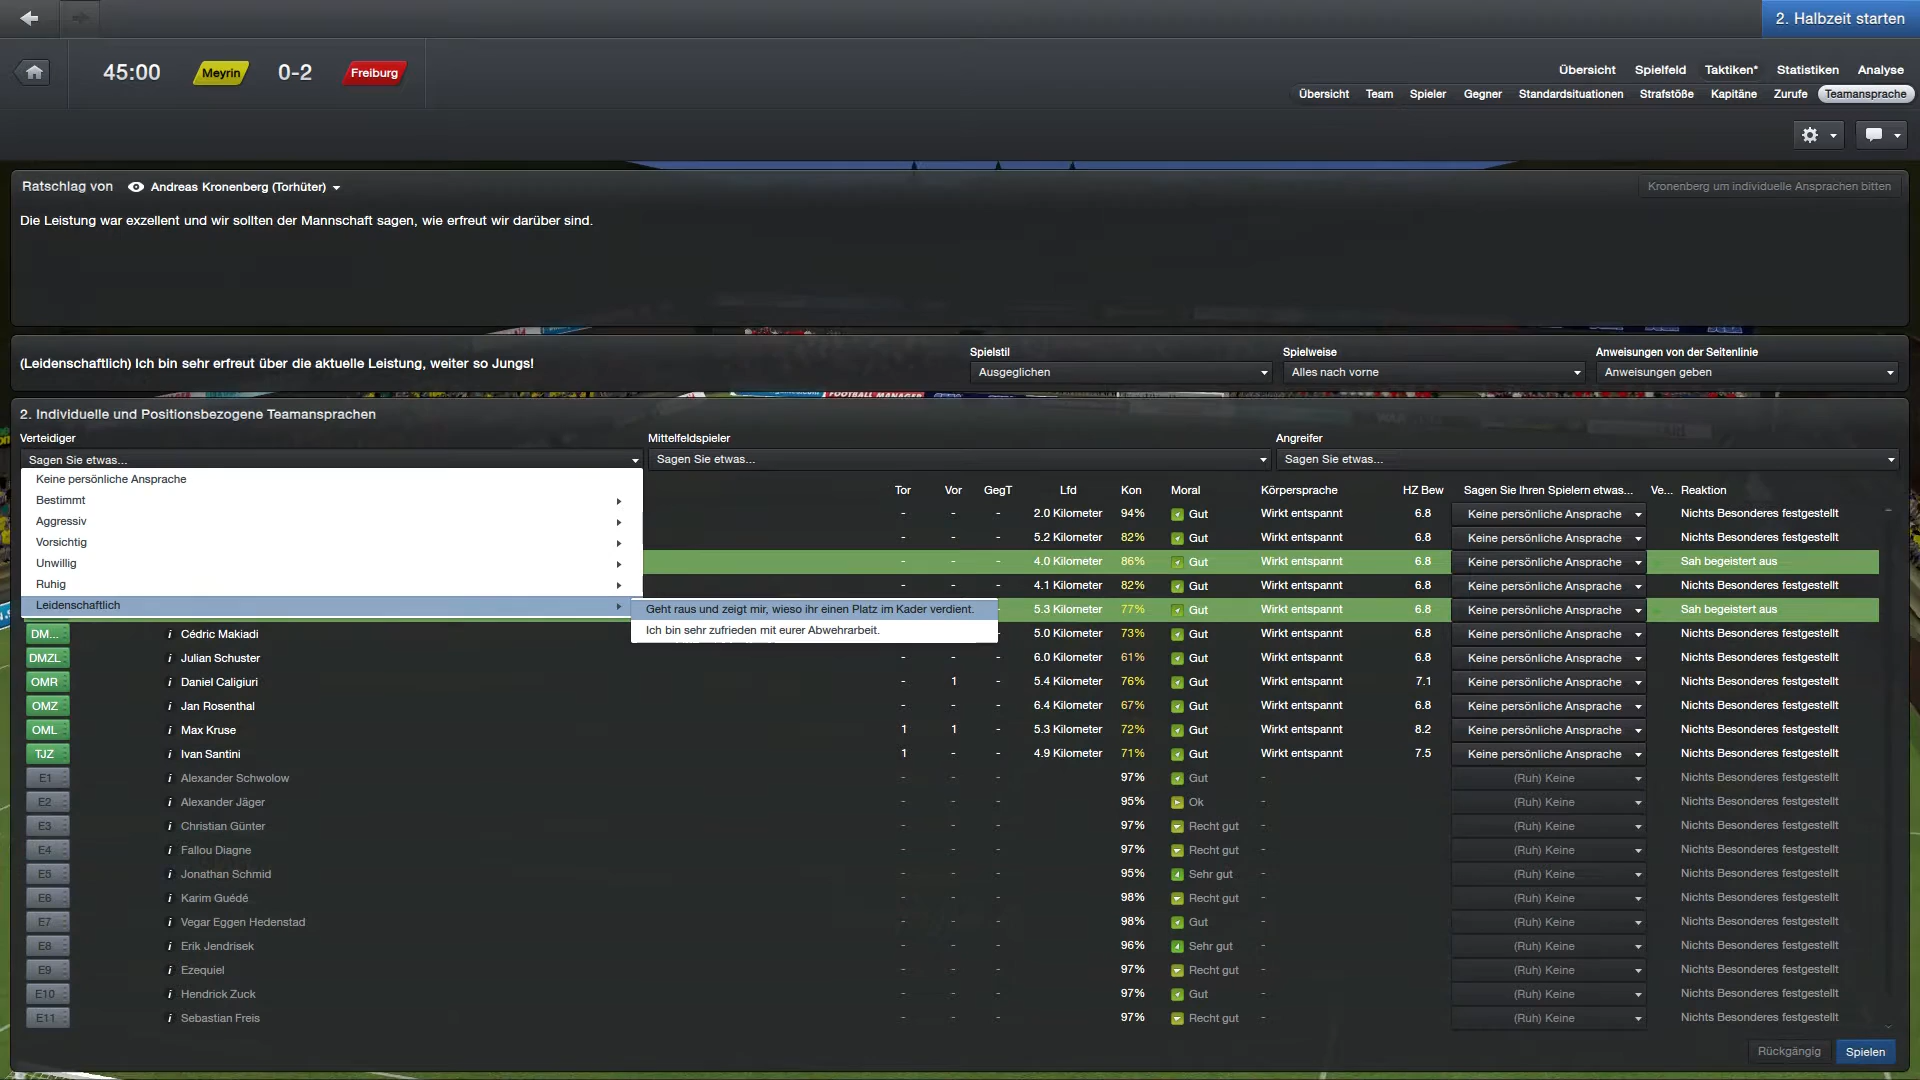 2. Halbzeit starten
45:00 Meyrin 0-2 Freiburg
Übersicht Spielfeld Taktiken* Statistiken Analyse
Übersicht Team Spieler Gegner Standardsituationen Strafstöße Kapitäne Zurufe Teamansprache
Ratschlag von Andreas Kronenberg (Torhüter) Kronenberg um individuelle Ansprachen bitten
Die Leistung war exzellent und wir sollten der Mannschaft sagen, wie erfreut wir darüber sind.
(Leidenschaftlich) Ich bin sehr erfreut über die aktuelle Leistung, weiter so Jungs!
Spielstil Spielweise Anweisungen von der Seitenlinie
Ausgeglichen Alles nach vorne Anweisungen geben
FOOTBALL MANAGER
2. Individuelle und Positionsbezogene Teamansprachen
Verteidiger Mittelfeldspieler Angreifer
Sagen Sie etwas... Sagen Sie etwas... Sagen Sie etwas...
Keine persönliche Ansprache
Bestimmt
Aggressiv
Vorsichtig
Unwillig
Ruhig
Leidenschaftlich
Geht raus und zeigt mir, wieso ihr einen Platz im Kader verdient.
Ich bin sehr zufrieden mit eurer Abwehrarbeit.
Tor Vor GegT Lfd Kon Moral Körpersprache HZ Bew Sagen Sie Ihren Spielern etwas... Ve... Reaktion
- - - 2.0 Kilometer 94% Gut Wirkt entspannt 6.8 Keine persönliche Ansprache Nichts Besonderes festgestellt
- - - 5.2 Kilometer 82% Gut Wirkt entspannt 6.8 Keine persönliche Ansprache Nichts Besonderes festgestellt
- - - 4.0 Kilometer 86% Gut Wirkt entspannt 6.8 Keine persönliche Ansprache Sah begeistert aus
- - - 4.1 Kilometer 82% Gut Wirkt entspannt 6.8 Keine persönliche Ansprache Nichts Besonderes festgestellt
- 5.3 Kilometer 77% Gut Wirkt entspannt 6.8 Keine persönliche Ansprache Sah begeistert aus
DM... i Cédric Makiadi - 5.0 Kilometer 73% Gut Wirkt entspannt 6.8 Keine persönliche Ansprache Nichts Besonderes festgestellt
DMZL i Julian Schuster - - - 6.0 Kilometer 61% Gut Wirkt entspannt 6.8 Keine persönliche Ansprache Nichts Besonderes festgestellt
OMR i Daniel Caligiuri - 1 - 5.4 Kilometer 76% Gut Wirkt entspannt 7.1 Keine persönliche Ansprache Nichts Besonderes festgestellt
OMZ i Jan Rosenthal - - - 6.4 Kilometer 67% Gut Wirkt entspannt 6.8 Keine persönliche Ansprache Nichts Besonderes festgestellt
OML i Max Kruse 1 1 - 5.3 Kilometer 72% Gut Wirkt entspannt 8.2 Keine persönliche Ansprache Nichts Besonderes festgestellt
TJZ i Ivan Santini 1 - - 4.9 Kilometer 71% Gut Wirkt entspannt 7.5 Keine persönliche Ansprache Nichts Besonderes festgestellt
E1 i Alexander Schwolow - - - 97% Gut - (Ruh) Keine Nichts Besonderes festgestellt
E2 i Alexander Jäger - - - 95% Ok - (Ruh) Keine Nichts Besonderes festgestellt
E3 i Christian Günter - - - 97% Recht gut - (Ruh) Keine Nichts Besonderes festgestellt
E4 i Fallou Diagne - - - 97% Recht gut - (Ruh) Keine Nichts Besonderes festgestellt
E5 i Jonathan Schmid - - - 95% Sehr gut - (Ruh) Keine Nichts Besonderes festgestellt
E6 i Karim Guédé - - - 98% Recht gut - (Ruh) Keine Nichts Besonderes festgestellt
E7 i Vegar Eggen Hedenstad - - - 98% Gut - (Ruh) Keine Nichts Besonderes festgestellt
E8 i Erik Jendrisek - - - 96% Sehr gut - (Ruh) Keine Nichts Besonderes festgestellt
E9 i Ezequiel - - - 97% Recht gut - (Ruh) Keine Nichts Besonderes festgestellt
E10 i Hendrick Zuck - - - 97% Gut - (Ruh) Keine Nichts Besonderes festgestellt
E11 i Sebastian Freis - - - 97% Recht gut - (Ruh) Keine Nichts Besonderes festgestellt
Rückgängig Spielen